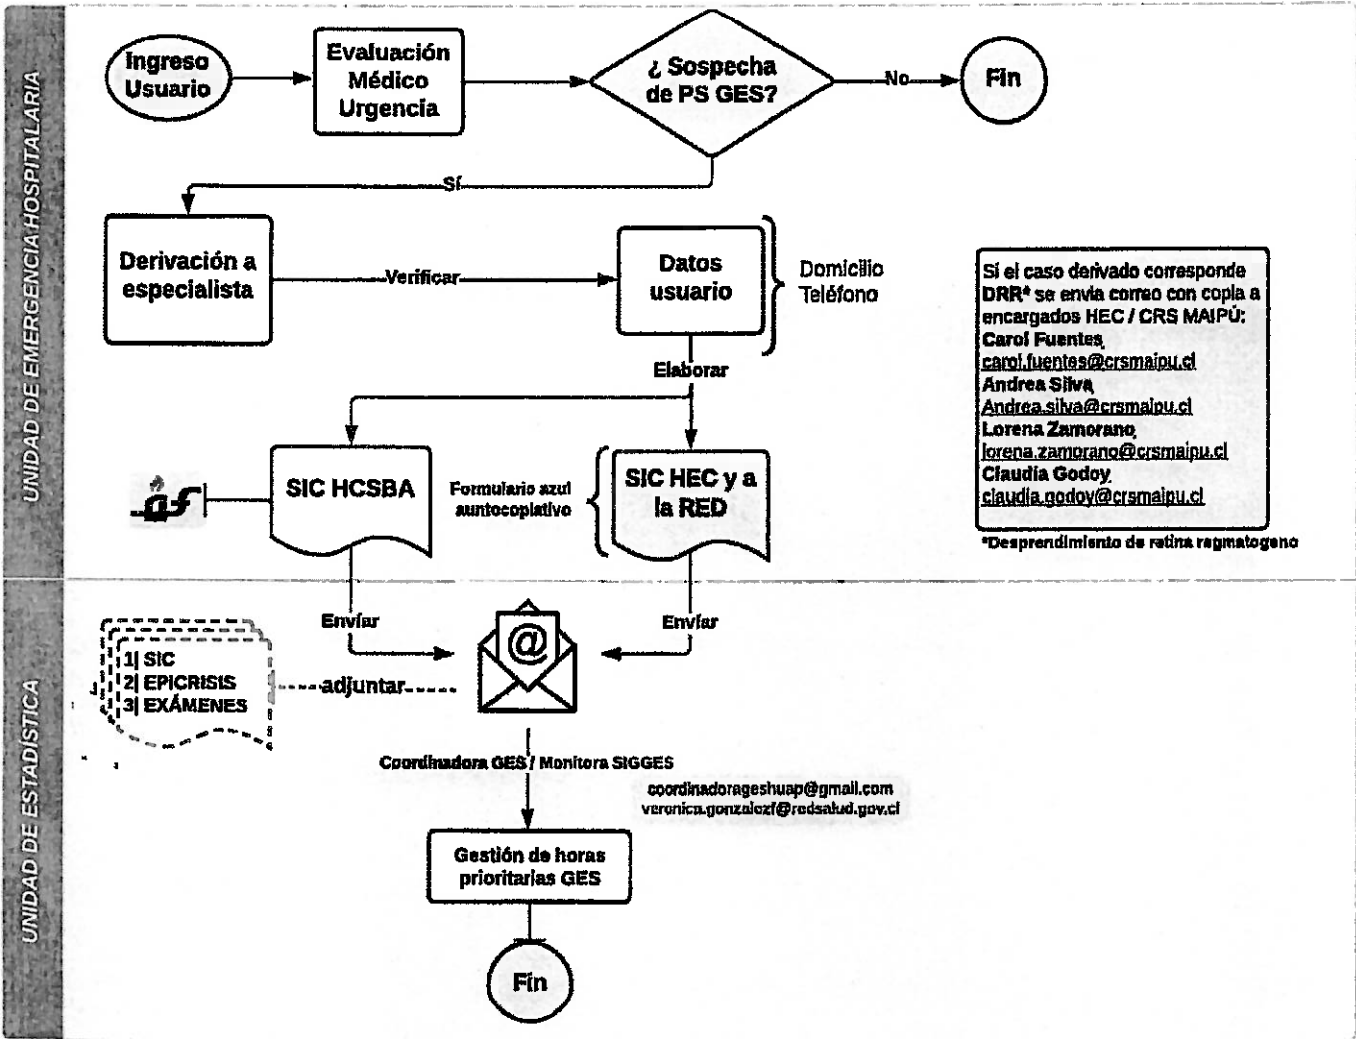 UNIDAD DE EMERGENCIA HOSPITALARIA
Ingreso
Usuario
Evaluación
Médico
Urgencia
¿ Sospecha
de PS GES?
No
Fin
Sí
Derivación a
especialista
Verificar
Datos
usuario
Domicilio
Teléfono
Elaborar
Si el caso derivado corresponde
DRR* se envía correo con copia a
encargados HEC / CRS MAIPÚ:
Carol Fuentes
carol.fuentes@crsmaipu.cl
Andrea Silva
Andrea.silva@crsmaipu.cl
Lorena Zamorano
lorena.zamorano@crsmaipu.cl
Claudia Godoy
claudia.godoy@crsmaipu.cl
*Desprendimiento de retina regmatogeno
af
SIC HCSBA
Formulario azul
auntocopiativo
SIC HEC y a
la RED
UNIDAD DE ESTADÍSTICA
Enviar
Enviar
@
1| SIC
2| EPICRISIS
3| EXÁMENES
adjuntar
Coordinadora GES / Monitora SIGGES
coordinadorageshuap@gmail.com
veronica.gonzalezf@redsalud.gov.cl
Gestión de horas
prioritarias GES
Fin